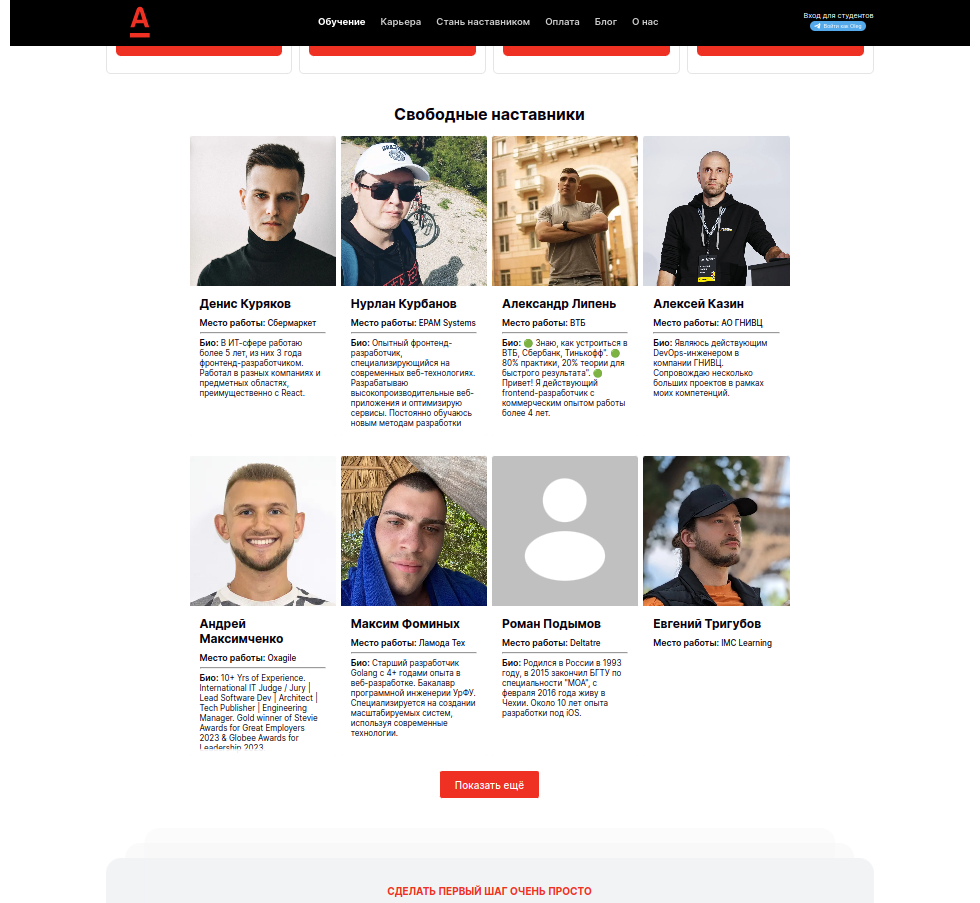 А
Обучение
Карьера
Стань наставником
Оплата
Блог
О нас
Вход для студентов
Войти как Oleg
Свободные наставники
Денис Куряков
Место работы: Сбермаркет
Био: В ИТ-сфере работаю
более 5 лет, из них 3 года
фронтенд-разработчиком.
Работал в разных компаниях и
предметных областях,
преимущественно с React.
Нурлан Курбанов
Место работы: EPAM Systems
Био: Опытный фронтенд-
разработчик,
специализирующийся на
современных веб-технологиях.
Разрабатываю
высокопроизводительные веб-
приложения и оптимизирую
сервисы. Постоянно обучаюсь
новым методам разработки
Александр Липень
Место работы: ВТБ
Био: 🟢 Знаю, как устроиться в
ВТБ, Сбербанк, Тинькофф". 🟢
80% практики, 20% теории для
быстрого результата". 🟢
Привет! Я действующий
frontend-разработчик с
коммерческим опытом работы
более 4 лет.
Алексей Казин
Место работы: АО ГНИВЦ
Био: Являюсь действующим
DevOps-инженером в
компании ГНИВЦ.
Сопровождаю несколько
больших проектов в рамках
моих компетенций.
Андрей
Максимченко
Место работы: Oxagile
Био: 10+ Yrs of Experience.
International IT Judge / Jury |
Lead Software Dev | Architect |
Tech Publisher | Engineering
Manager. Gold winner of Stevie
Awards for Great Employers
2023 & Globee Awards for
Leadership 2023
Максим Фоминых
Место работы: Ламода Тех
Био: Старший разработчик
Golang с 4+ годами опыта в
веб-разработке. Бакалавр
программной инженерии УрФУ.
Специализируется на создании
масштабируемых систем,
используя современные
технологии.
Роман Подымов
Место работы: Deltatre
Био: Родился в России в 1993
году, в 2015 закончил БГТУ по
специальности "МОА", с
февраля 2016 года живу в
Чехии. Около 10 лет опыта
разработки под iOS.
Евгений Тригубов
Место работы: IMC Learning
Показать ещё
СДЕЛАТЬ ПЕРВЫЙ ШАГ ОЧЕНЬ ПРОСТО